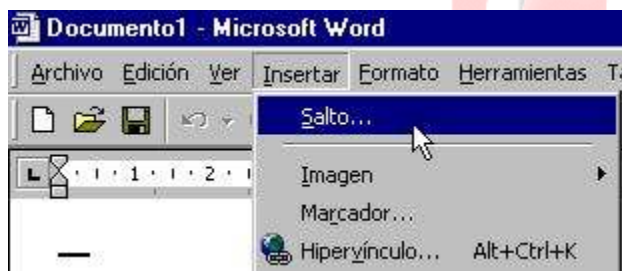 Documento1 - Microsoft Word
Archivo Edición Ver Insertar Formato Herramientas
Salto...
1 2
Imagen
Marcador...
Hipervínculo... Alt+Ctrl+K